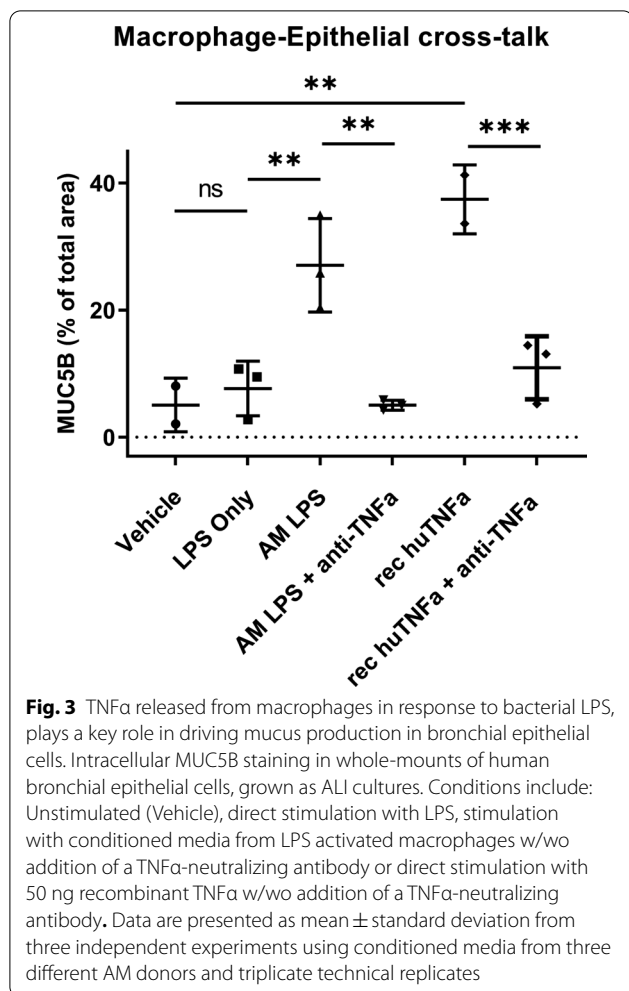 Macrophage-Epithelial cross-talk
**
** ***
**
ns
MUC5B (% of total area)
40
20
0
Vehicle
LPS Only
AM LPS
AM LPS + anti-TNFa
rec huTNFa
rec huTNFa + anti-TNFa
Fig. 3 TNFα released from macrophages in response to bacterial LPS,
plays a key role in driving mucus production in bronchial epithelial
cells. Intracellular MUC5B staining in whole-mounts of human
bronchial epithelial cells, grown as ALI cultures. Conditions include:
Unstimulated (Vehicle), direct stimulation with LPS, stimulation
with conditioned media from LPS activated macrophages w/wo
addition of a TNFα-neutralizing antibody or direct stimulation with
50 ng recombinant TNFα w/wo addition of a TNFα-neutralizing
antibody. Data are presented as mean ± standard deviation from
three independent experiments using conditioned media from three
different AM donors and triplicate technical replicates